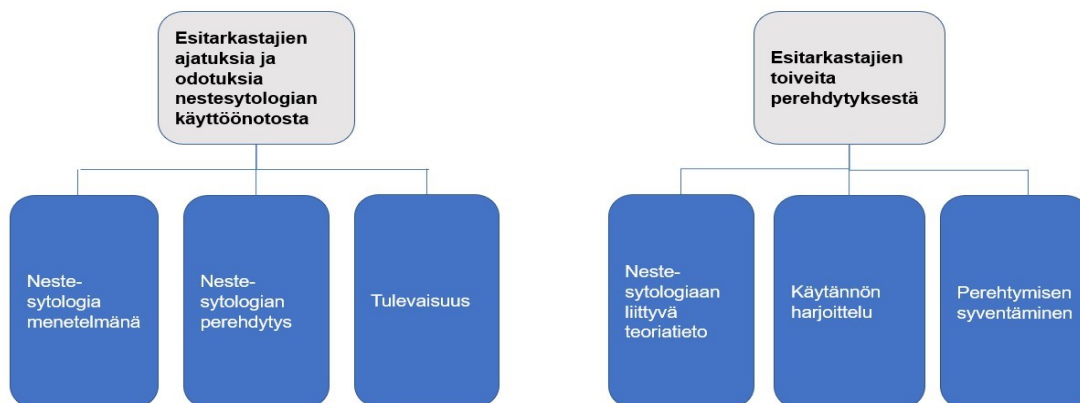 Esitarkastajien
ajatuksia ja
odotuksia
nestesytologian
käyttöönotosta
Neste-
sytologia
menetelmänä
Neste-
sytologian
perehdytys
Tulevaisuus
Esitarkastajien
toiveita
perehdytyksestä
Neste-
sytologiaan
liittyvä
teoriatieto
Käytännön
harjoittelu
Perehtymisen
syventäminen